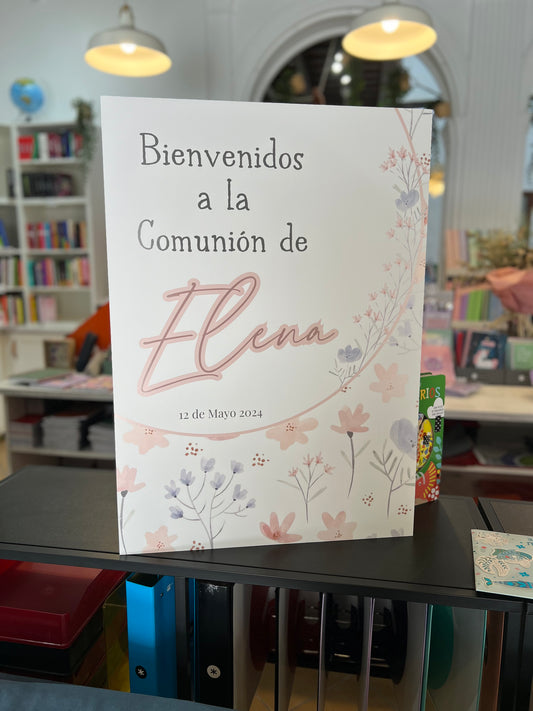 Bienvenidos
a la
Comunión de
Elena
12 de Mayo 2024